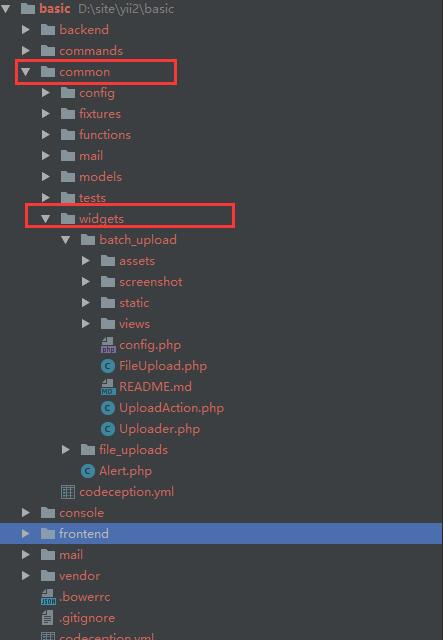 basic D:\site\yii2\basic
backend
commands
common
config
fixtures
functions
mail
models
tests
widgets
batch_upload
assets
screenshot
static
views
config.php
FileUpload.php
README.md
UploadAction.php
Uploader.php
file_uploads
Alert.php
codeception.yml
console
frontend
mail
vendor
.bowerrc
.gitignore
codeception.yml